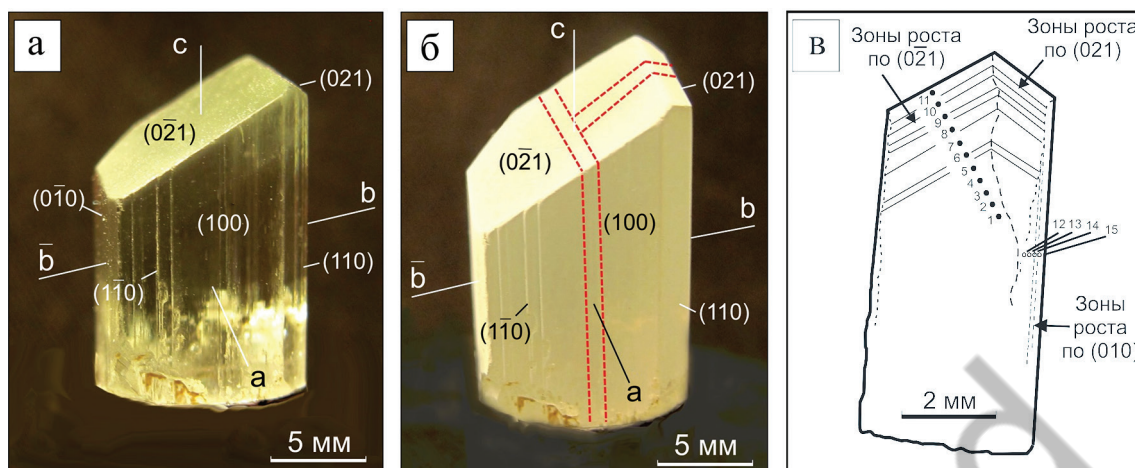 а
c
(021)
(02̄1)
(01̄0)
b
(100)
b̄
(11̄0)
(110)
a
5 мм
б
c
(021)
(02̄1)
b
(100)
b̄
(11̄0)
(110)
a
5 мм
в
Зоны роста
по (02̄1)
Зоны роста
по (021)
11
10
9
8
7
6
5
4
3
2
1
12 13 14 15
Зоны
роста
по (010)
2 мм